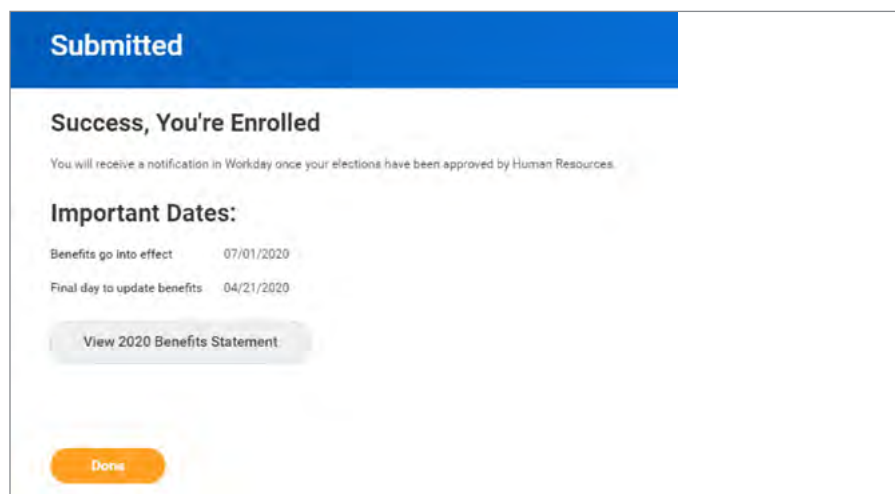 Submitted
Success, You're Enrolled
You will receive a notification in Workday once your elections have been approved by Human Resources.
Important Dates:
Benefits go into effect 07/01/2020
Final day to update benefits 04/21/2020
View 2020 Benefits Statement
Done